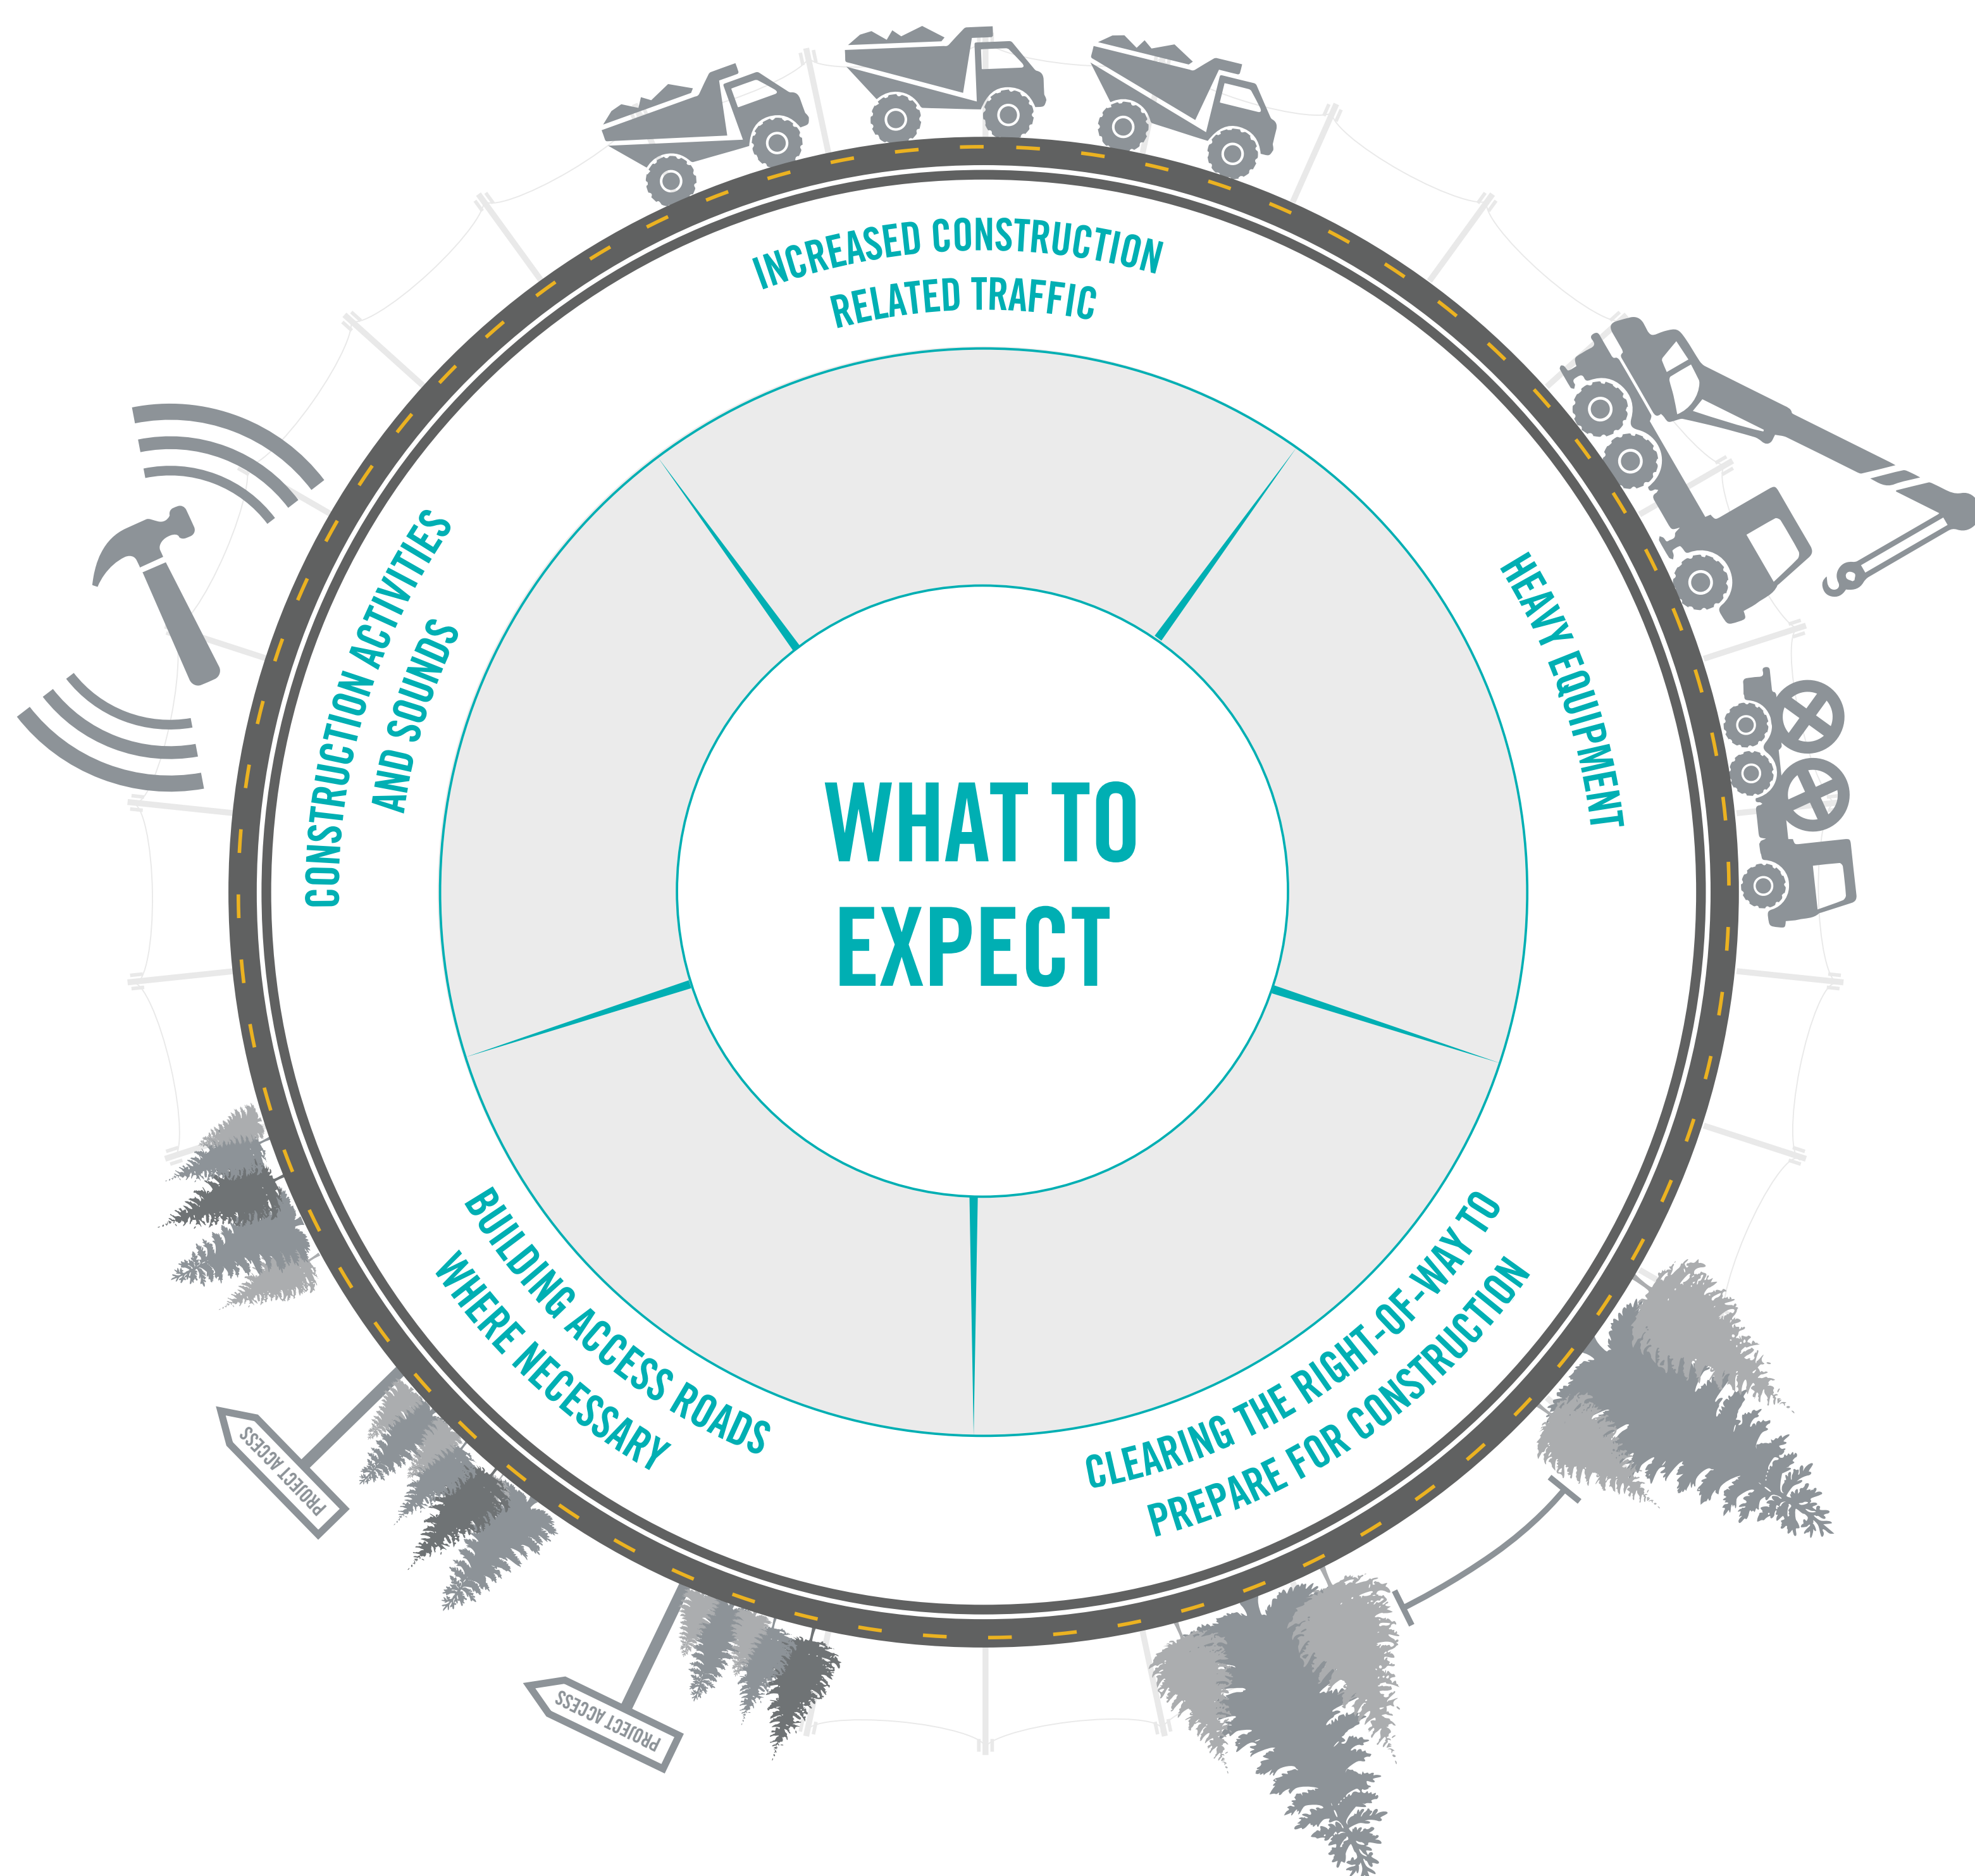 INCREASED CONSTRUCTION
RELATED TRAFFIC
HEAVY EQUIPMENT
CLEARING THE RIGHT-OF-WAY TO
PREPARE FOR CONSTRUCTION
BUILDING ACCESS ROADS
WHERE NECESSARY
CONSTRUCTION ACTIVITIES
AND SOUNDS
WHAT TO
EXPECT
PROJECT ACCESS
PROJECT ACCESS